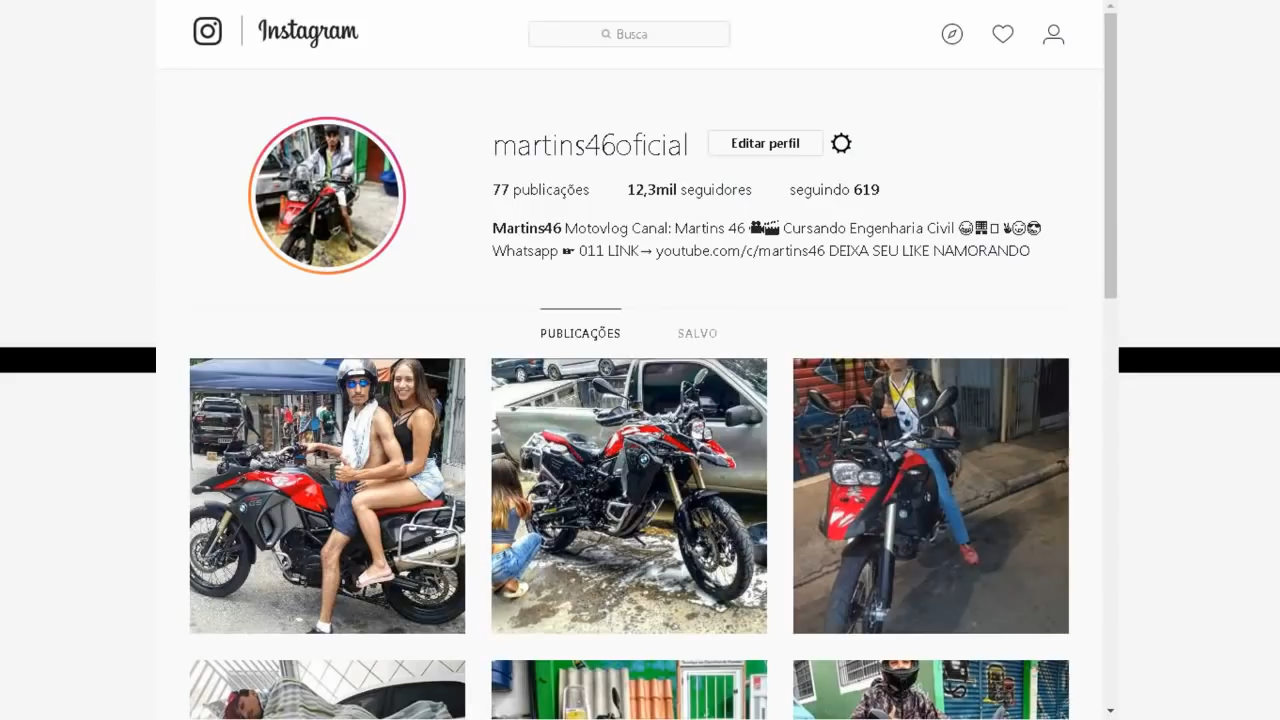 Instagram
Busca
martins46oficial Editar perfil
77 publicações 12,3mil seguidores seguindo 619
Martins46 Motovlog Canal: Martins 46 🎥🎬 Cursando Engenharia Civil
Whatsapp ☛ 011 LINK→ youtube.com/c/martins46 DEIXA SEU LIKE NAMORANDO
PUBLICAÇÕES SALVO